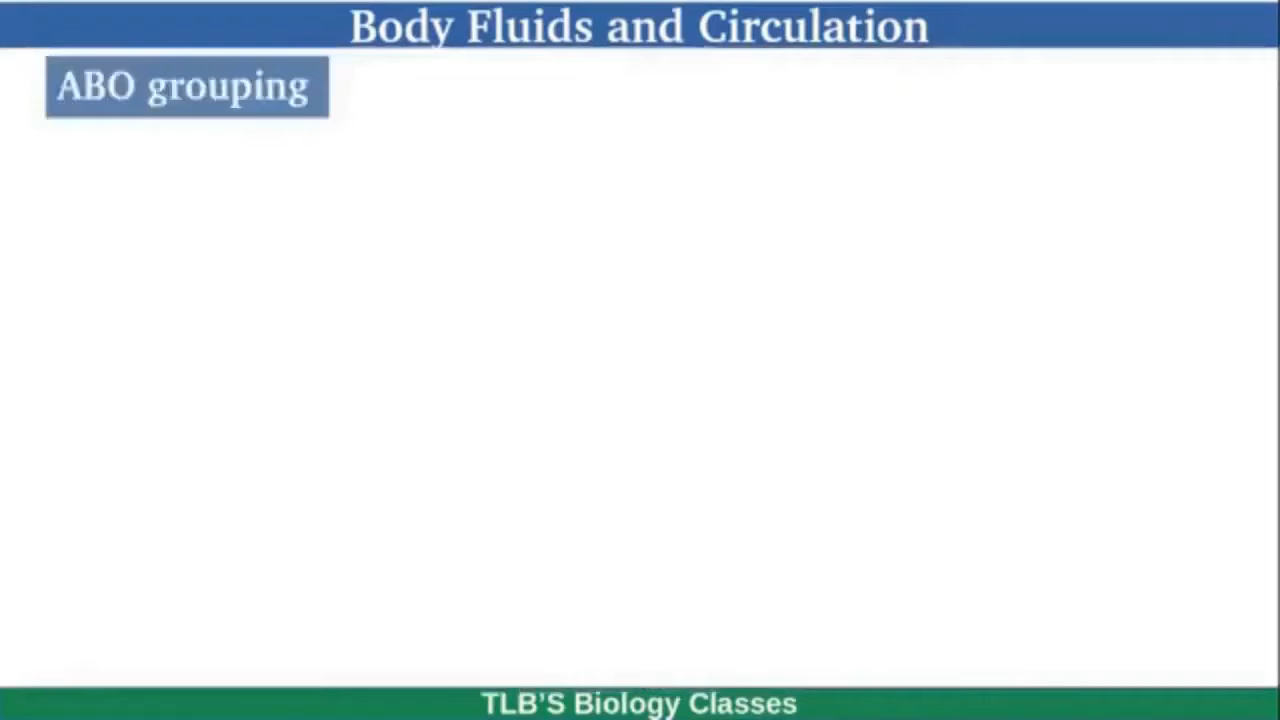 Body Fluids and Circulation
ABO grouping
TLB'S Biology Classes